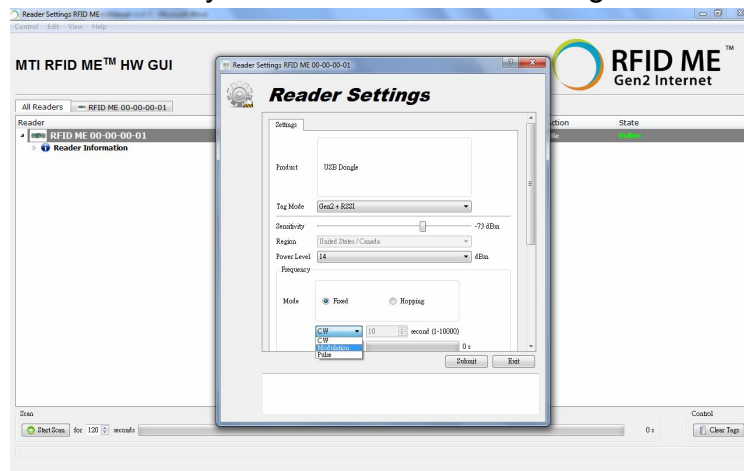 Reader Settings RFID ME
Control Edit View Help
MTI RFID ME™ HW GUI
RFID ME™
Gen2 Internet
All Readers
RFID ME 00-00-00-01
Reader
State
RFID ME 00-00-00-01
Online
Reader Information
Reader Settings RFID ME 00-00-00-01
Reader Settings
Settings
Product
USB Dongle
Tag Mode
Gen2 + RSSI
Sensitivity
-73 dBm
Region
United States / Canada
Power Level
14
dBm
Frequency
Mode
Fixed
Hopping
CW
10
second (1-10000)
CW
Modulation
0 s
Pulse
Submit
Exit
Scan
Control
Start Scan
for
120
seconds
0 s
Clear Tags